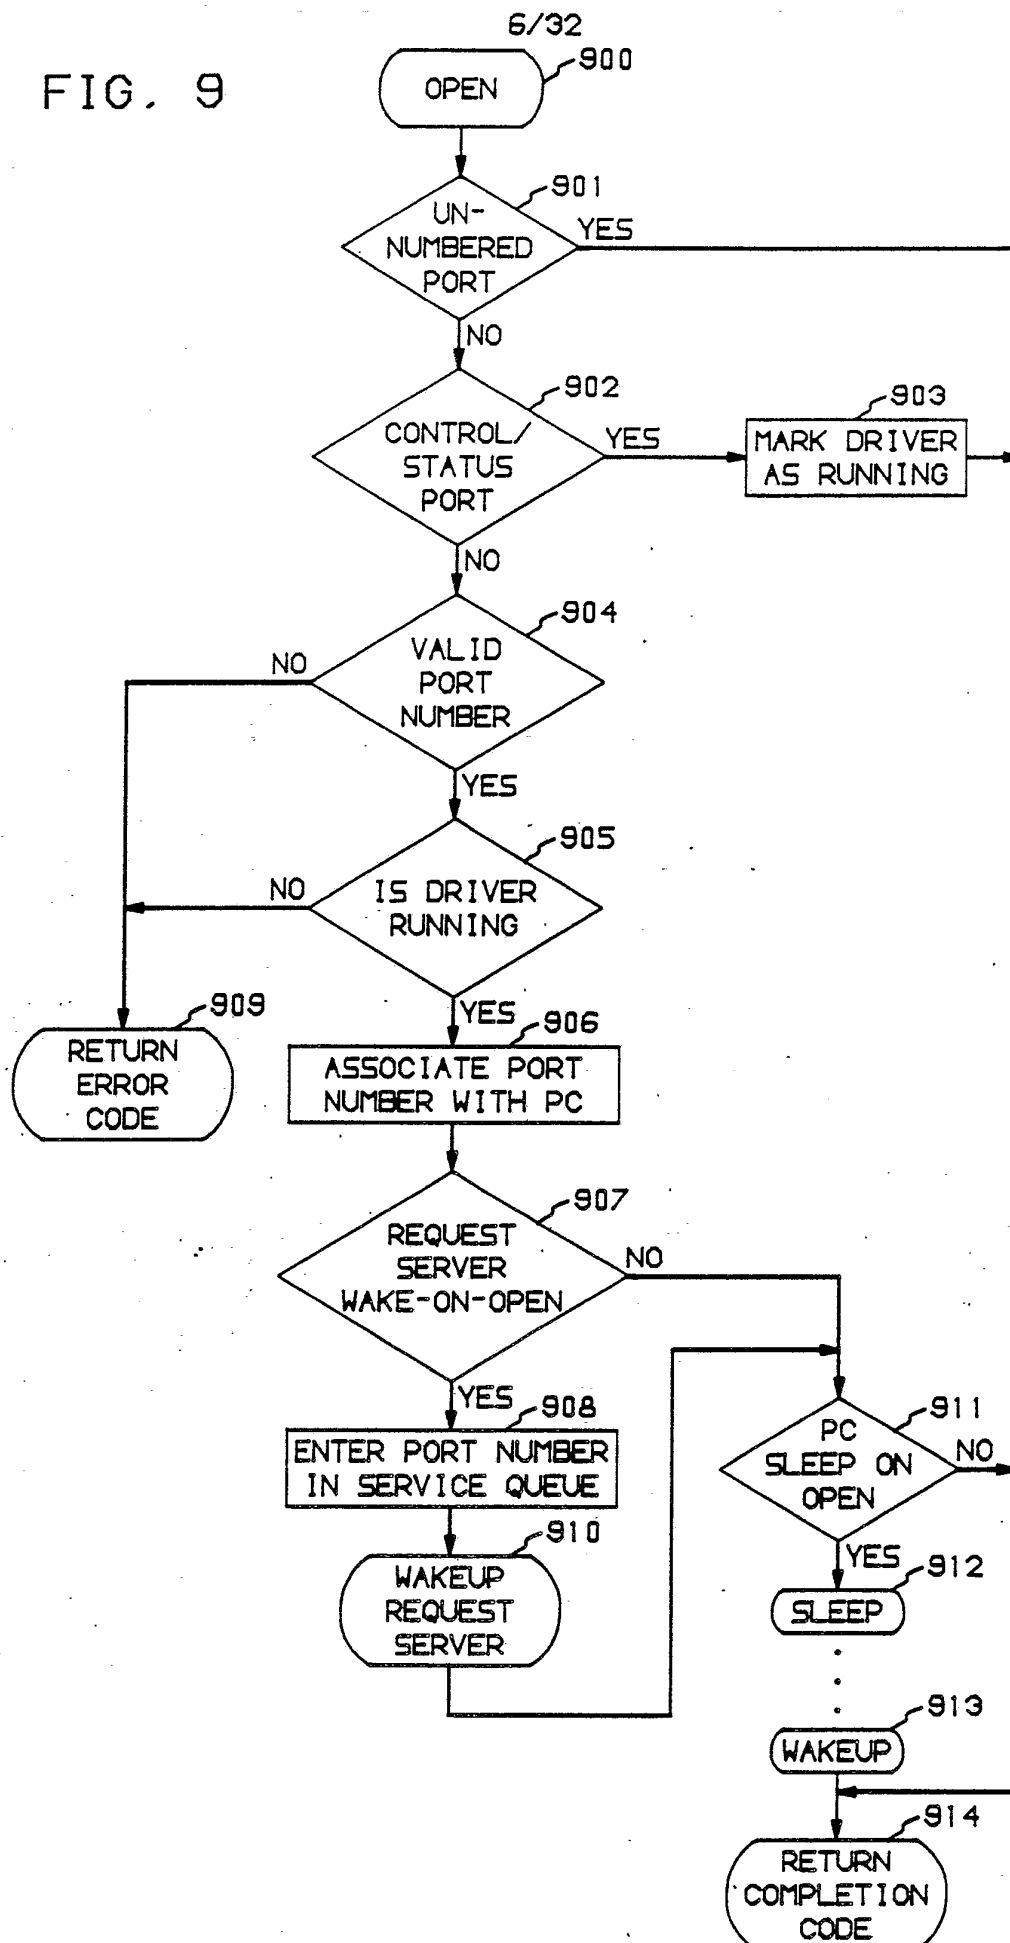 6/32
FIG. 9
900
OPEN
901
UN-
NUMBERED
PORT
YES
NO
902
CONTROL/
STATUS
PORT
YES
903
MARK DRIVER
AS RUNNING
NO
904
VALID
PORT
NUMBER
NO
YES
905
IS DRIVER
RUNNING
NO
YES
909
RETURN
ERROR
CODE
906
ASSOCIATE PORT
NUMBER WITH PC
907
REQUEST
SERVER
WAKE-ON-OPEN
NO
YES
908
ENTER PORT NUMBER
IN SERVICE QUEUE
910
WAKEUP
REQUEST
SERVER
911
PC
SLEEP ON
OPEN
NO
YES
912
SLEEP
913
WAKEUP
914
RETURN
COMPLETION
CODE